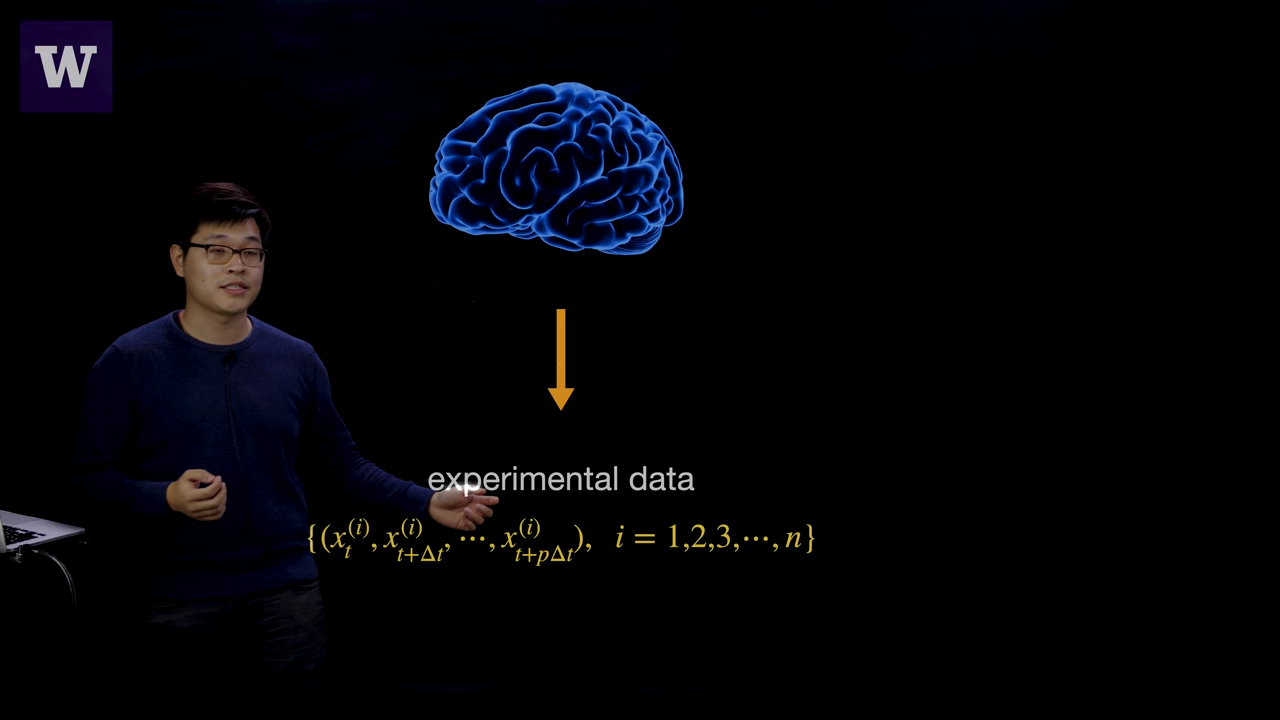 W
experimental data
{(x_t^{(i)}, x_{t+Δt}^{(i)}, ⋯, x_{t+pΔt}^{(i)}), i = 1,2,3,⋯, n}